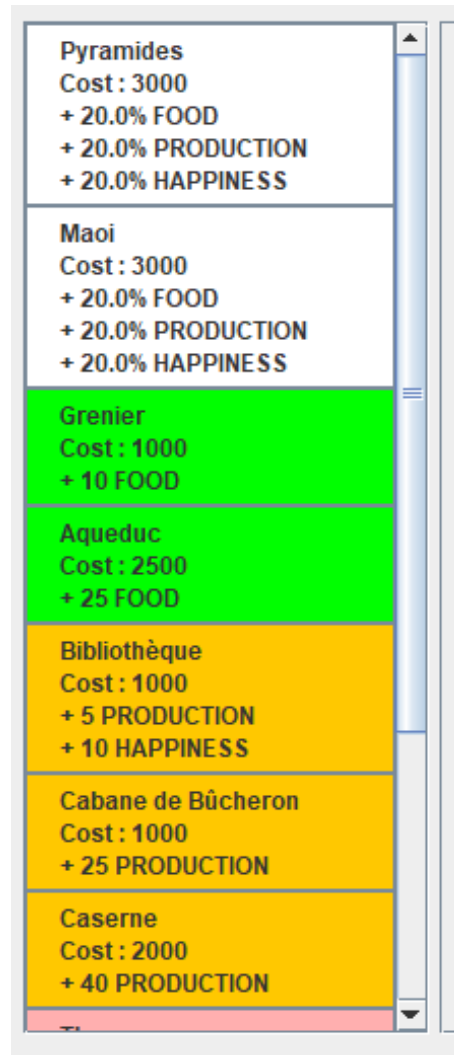 Pyramides
Cost : 3000
+ 20.0% FOOD
+ 20.0% PRODUCTION
+ 20.0% HAPPINESS
Maoi
Cost : 3000
+ 20.0% FOOD
+ 20.0% PRODUCTION
+ 20.0% HAPPINESS
Grenier
Cost : 1000
+ 10 FOOD
Aqueduc
Cost : 2500
+ 25 FOOD
Bibliothèque
Cost : 1000
+ 5 PRODUCTION
+ 10 HAPPINESS
Cabane de Bûcheron
Cost : 1000
+ 25 PRODUCTION
Caserne
Cost : 2000
+ 40 PRODUCTION